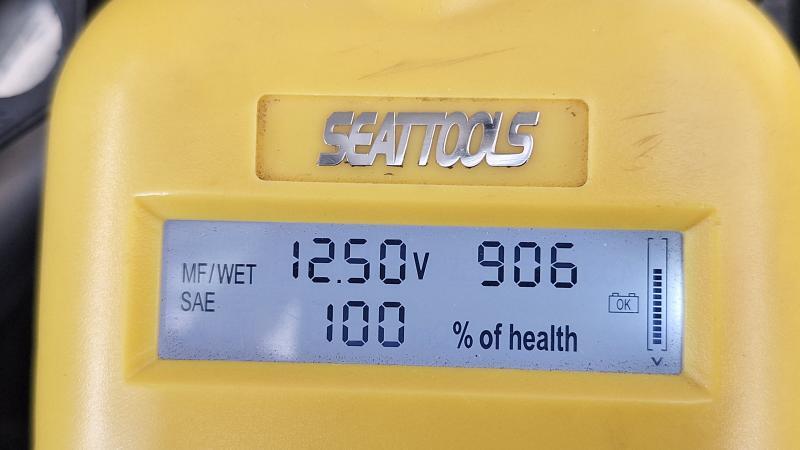 SEATTOOLS
MF/WET 12.50V 906
SAE 100 % of health
OK